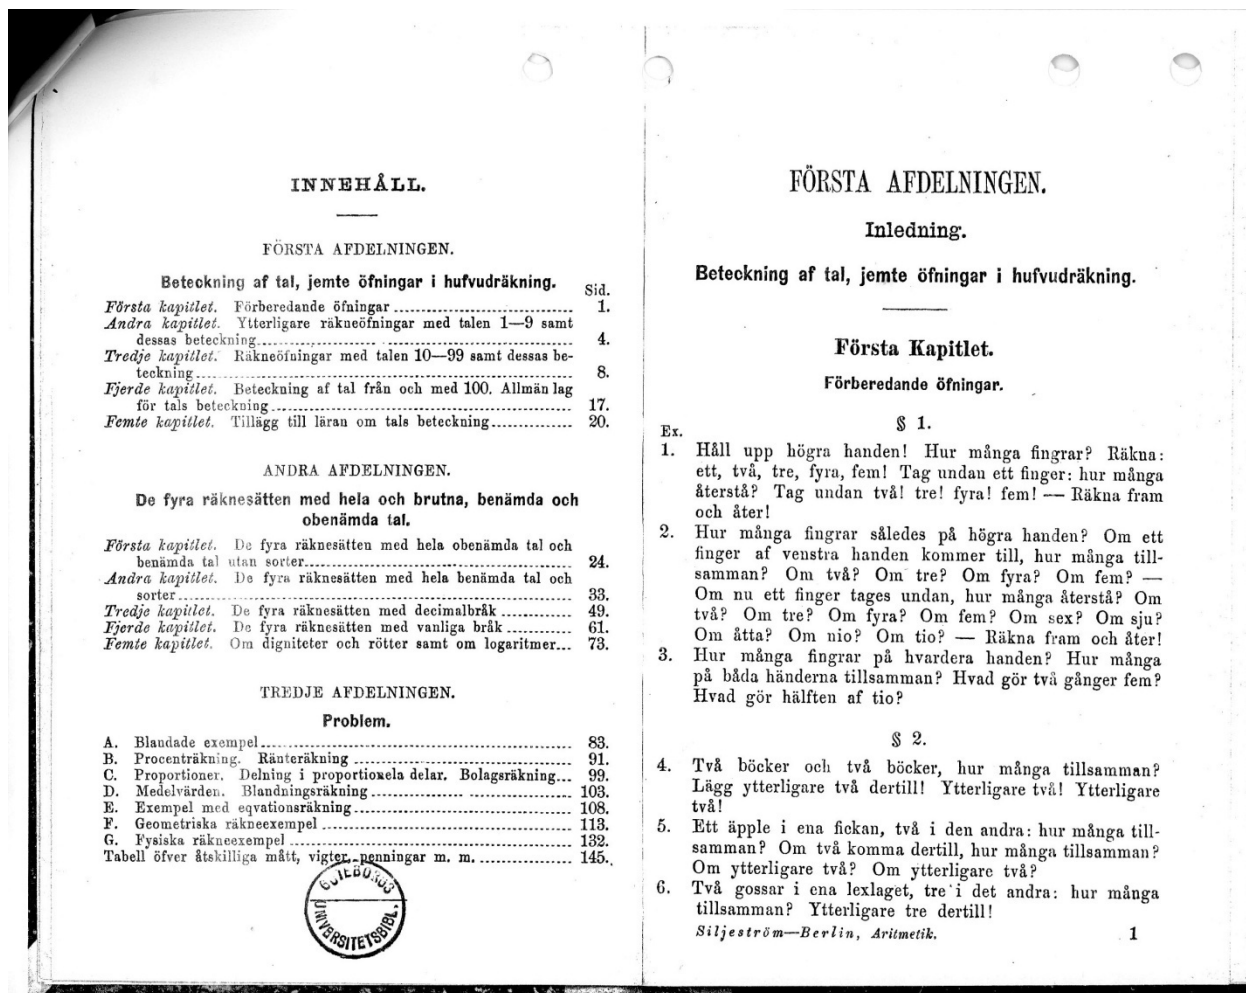 INNEHÅLL.
FÖRSTA AFDELNINGEN.
Beteckning af tal, jemte öfningar i hufvudräkning.
Sid.
Första kapitlet. Förberedande öfningar 1.
Andra kapitlet. Ytterligare räkneöfningar med talen 1—9 samt
dessas beteckning 4.
Tredje kapitlet. Räkneöfningar med talen 10—99 samt dessas be-
teckning 8.
Fjerde kapitlet. Beteckning af tal från och med 100. Allmän lag
för tals beteckning 17.
Femte kapitlet. Tillägg till läran om tals beteckning 20.
ANDRA AFDELNINGEN.
De fyra räknesätten med hela och brutna, benämda och
obenämda tal.
Första kapitlet. De fyra räknesätten med hela obenämda tal och
benämda tal utan sorter 24.
Andra kapitlet. De fyra räknesätten med hela benämda tal och
sorter 33.
Tredje kapitlet. De fyra räknesätten med decimalbråk 49.
Fjerde kapitlet. De fyra räknesätten med vanliga bråk 61.
Femte kapitlet. Om digniteter och rötter samt om logaritmer... 73.
TREDJE AFDELNINGEN.
Problem.
A. Blandade exempel 83.
B. Procenträkning. Ränteräkning 91.
C. Proportioner. Delning i proportionela delar. Bolagsräkning... 99.
D. Medelvärden. Blandningsräkning 103.
E. Exempel med eqvationsräkning 108.
F. Geometriska räkneexempel 113.
G. Fysiska räkneexempel 132.
Tabell öfver åtskilliga mått, vigter, penningar m. m. 145.
GÖTEBORGS
UNIVERSITETSBIBL.
FÖRSTA AFDELNINGEN.
Inledning.
Beteckning af tal, jemte öfningar i hufvudräkning.
Första Kapitlet.
Förberedande öfningar.
§ 1.
Ex.
1. Håll upp högra handen! Hur många fingrar? Räkna:
ett, två, tre, fyra, fem! Tag undan ett finger: hur många
återstå? Tag undan två! tre! fyra! fem! — Räkna fram
och åter!
2. Hur många fingrar således på högra handen? Om ett
finger af venstra handen kommer till, hur många till-
samman? Om två? Om tre? Om fyra? Om fem? —
Om nu ett finger tages undan, hur många återstå? Om
två? Om tre? Om fyra? Om fem? Om sex? Om sju?
Om åtta? Om nio? Om tio? — Räkna fram och åter!
3. Hur många fingrar på hvardera handen? Hur många
på båda händerna tillsamman? Hvad gör två gånger fem?
Hvad gör hälften af tio?
§ 2.
4. Två böcker och två böcker, hur många tillsamman?
Lägg ytterligare två dertill! Ytterligare två! Ytterligare
två!
5. Ett äpple i ena fickan, två i den andra: hur många till-
samman? Om två komma dertill, hur många tillsamman?
Om ytterligare två? Om ytterligare två?
6. Två gossar i ena lexlaget, tre i det andra: hur många
tillsamman? Ytterligare tre dertill!
Siljeström—Berlin, Aritmetik. 1